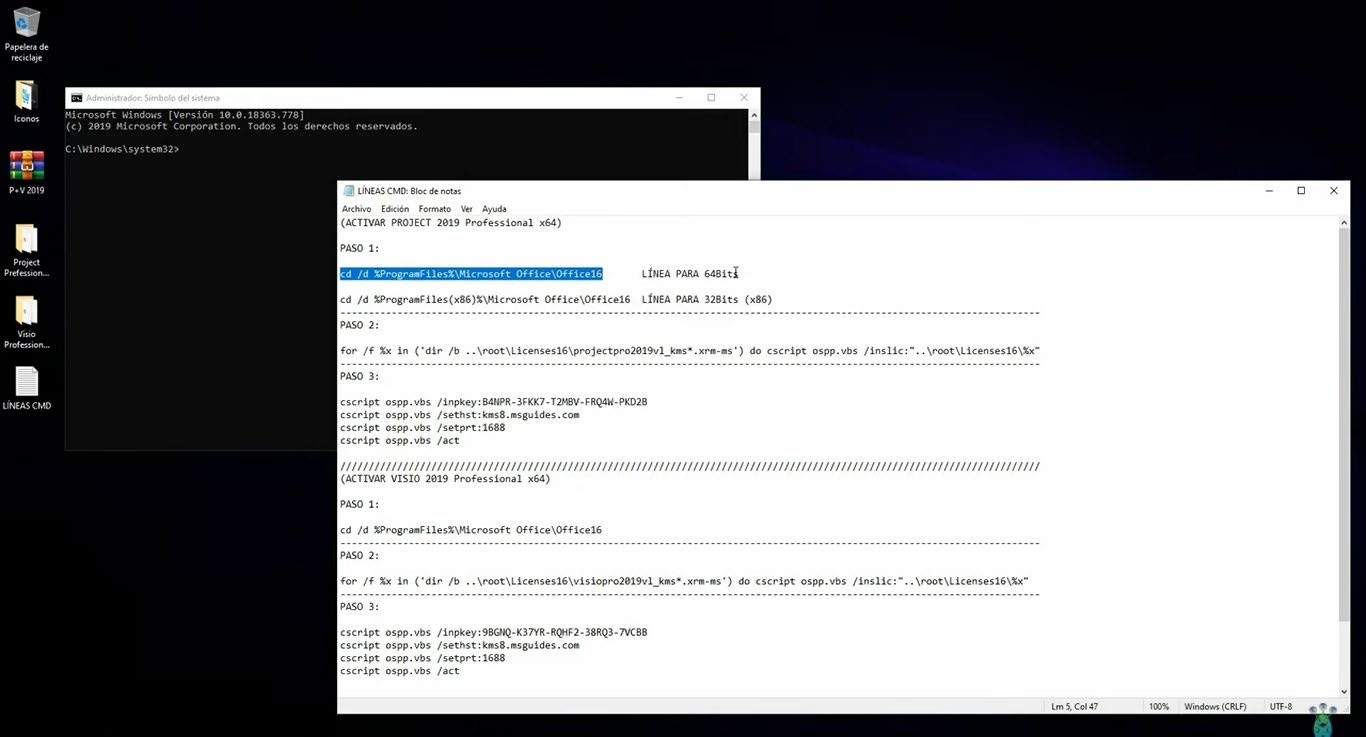 Papelera de
reciclaje
Iconos
P+V 2019
Project
Prefession...
Visio
Profession...
LÍNEAS CMD
Administrador: Símbolo del sistema
Microsoft Windows [Versión 10.0.18363.778]
(c) 2019 Microsoft Corporation. Todos los derechos reservados.
C:\Windows\system32>
LÍNEAS CMD: Bloc de notas
Archivo Edición Formato Ver Ayuda
(ACTIVAR PROJECT 2019 Professional x64)
PASO 1:
cd /d %ProgramFiles%\Microsoft Office\Office16 LÍNEA PARA 64Bits
cd /d %ProgramFiles(x86)%\Microsoft Office\Office16 LÍNEA PARA 32Bits (x86)
---------------------------------------------------------------------------------------------------------------------------
PASO 2:
for /f %x in ('dir /b ..\root\Licenses16\projectpro2019vl_kms*.xrm-ms') do cscript ospp.vbs /inslic:"..\root\Licenses16\%x"
---------------------------------------------------------------------------------------------------------------------------
PASO 3:
cscript ospp.vbs /inpkey:B4NPR-3FKK7-T2MBV-FRQ4W-PKD2B
cscript ospp.vbs /sethst:kms8.msguides.com
cscript ospp.vbs /setprt:1688
cscript ospp.vbs /act
///////////////////////////////////////////////////////////////////////////////////////////////////////////////////////////
(ACTIVAR VISIO 2019 Professional x64)
PASO 1:
cd /d %ProgramFiles%\Microsoft Office\Office16
---------------------------------------------------------------------------------------------------------------------------
PASO 2:
for /f %x in ('dir /b ..\root\Licenses16\visiopro2019vl_kms*.xrm-ms') do cscript ospp.vbs /inslic:"..\root\Licenses16\%x"
---------------------------------------------------------------------------------------------------------------------------
PASO 3:
cscript ospp.vbs /inpkey:9BGNQ-K37YR-RQHF2-38RQ3-7VCBB
cscript ospp.vbs /sethst:kms8.msguides.com
cscript ospp.vbs /setprt:1688
cscript ospp.vbs /act
Lm 5, Col 47 100% Windows (CRLF) UTF-8